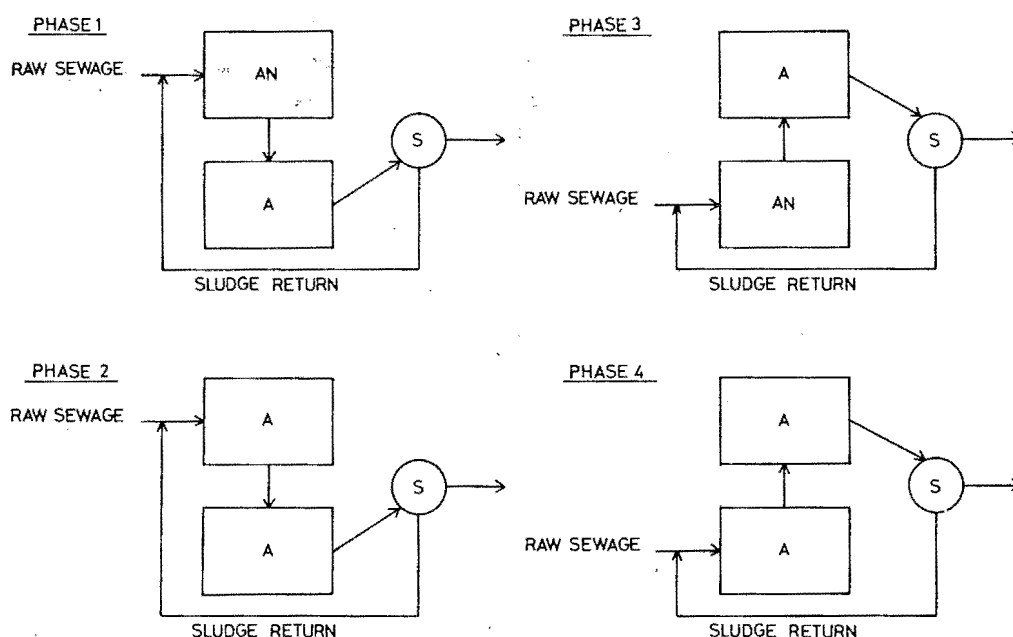 PHASE 1
RAW SEWAGE
AN
A
S
SLUDGE RETURN
PHASE 3
A
S
RAW SEWAGE
AN
SLUDGE RETURN
PHASE 2
RAW SEWAGE
A
A
S
SLUDGE RETURN
PHASE 4
A
S
RAW SEWAGE
A
SLUDGE RETURN